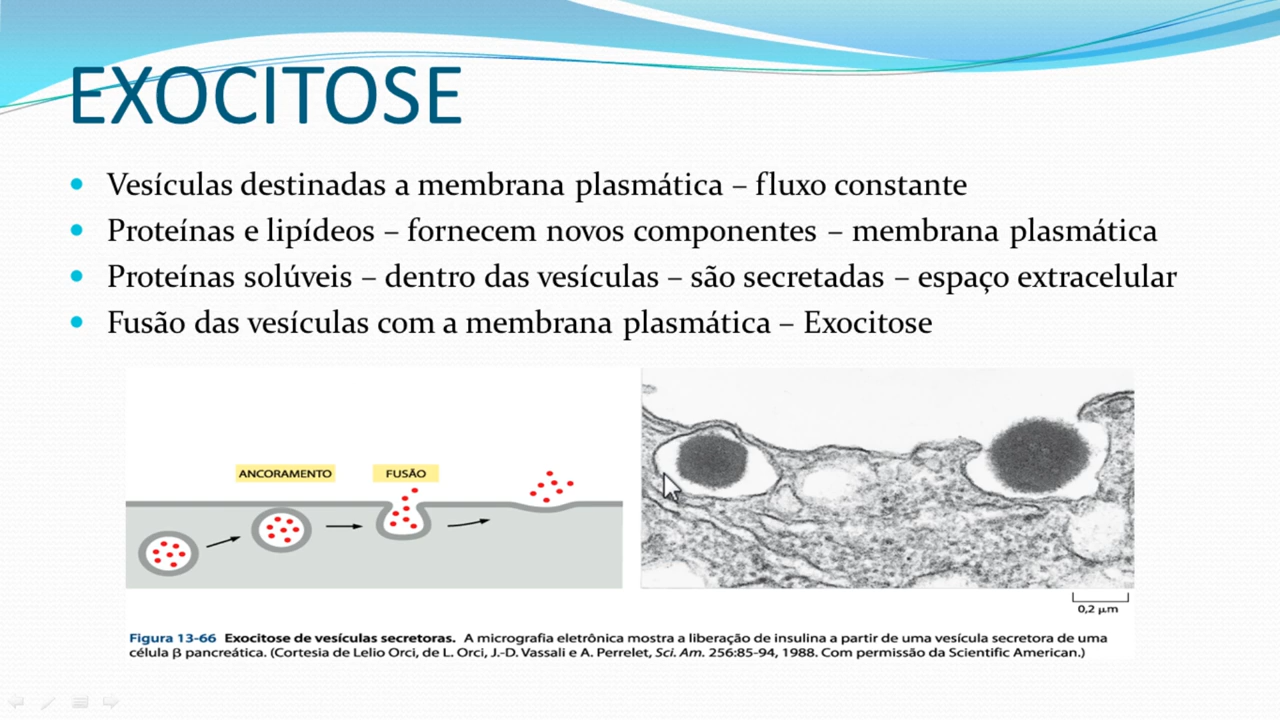 EXOCITOSE
Vesículas destinadas a membrana plasmática – fluxo constante
Proteínas e lipídeos – fornecem novos componentes – membrana plasmática
Proteínas solúveis – dentro das vesículas – são secretadas – espaço extracelular
Fusão das vesículas com a membrana plasmática – Exocitose
ANCORAMENTO
FUSÃO
0,2 μm
Figura 13-66 Exocitose de vesículas secretoras. A micrografia eletrônica mostra a liberação de insulina a partir de uma vesícula secretora de uma
célula β pancreática. (Cortesia de Lelio Orci, de L. Orci, J.-D. Vassali e A. Perrelet, Sci. Am. 256:85-94, 1988. Com permissão da Scientific American.)